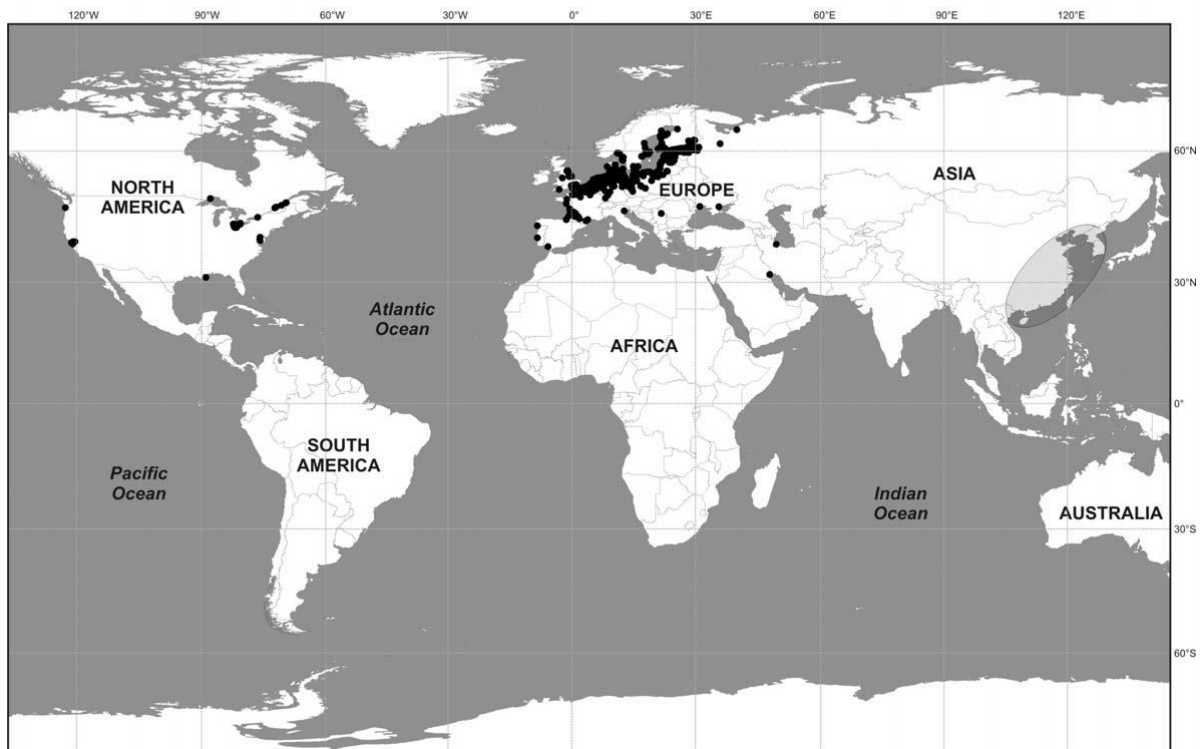 120°W 90°W 60°W 30°W 0° 30°E 60°E 90°E 120°E
60°N
NORTH
AMERICA
EUROPE
ASIA
30°N
Atlantic
Ocean
AFRICA
0°
SOUTH
AMERICA
Pacific
Ocean
Indian
Ocean
AUSTRALIA
30°S
60°S